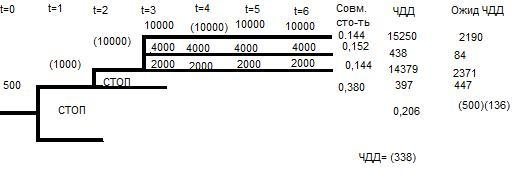 t=0 t=1 t=2 t=3 t=4 t=5 t=6 Совм. сто-ть ЧДД Ожид ЧДД
10000 (10000) 10000 10000
0.144 15250 2190
(10000)
4000 4000 4000 4000 0,152 438 84
(1000) 2000 2000 2000 2000 0,144 14379 2371
500 СТОП 0,380 397 447
СТОП 0,206 (500)(136)
ЧДД= (338)